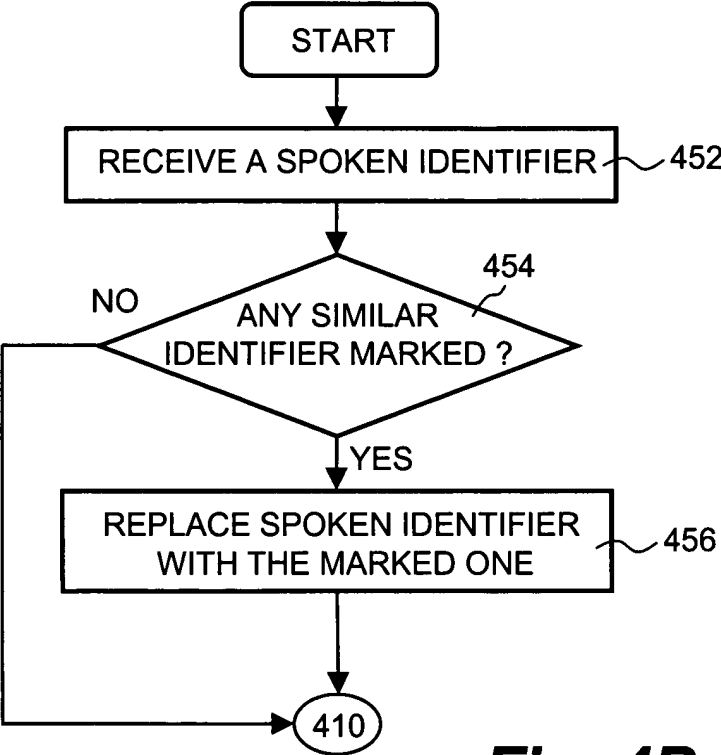 START
RECEIVE A SPOKEN IDENTIFIER
452
454
NO
ANY SIMILAR
IDENTIFIER MARKED ?
YES
REPLACE SPOKEN IDENTIFIER
WITH THE MARKED ONE
456
410